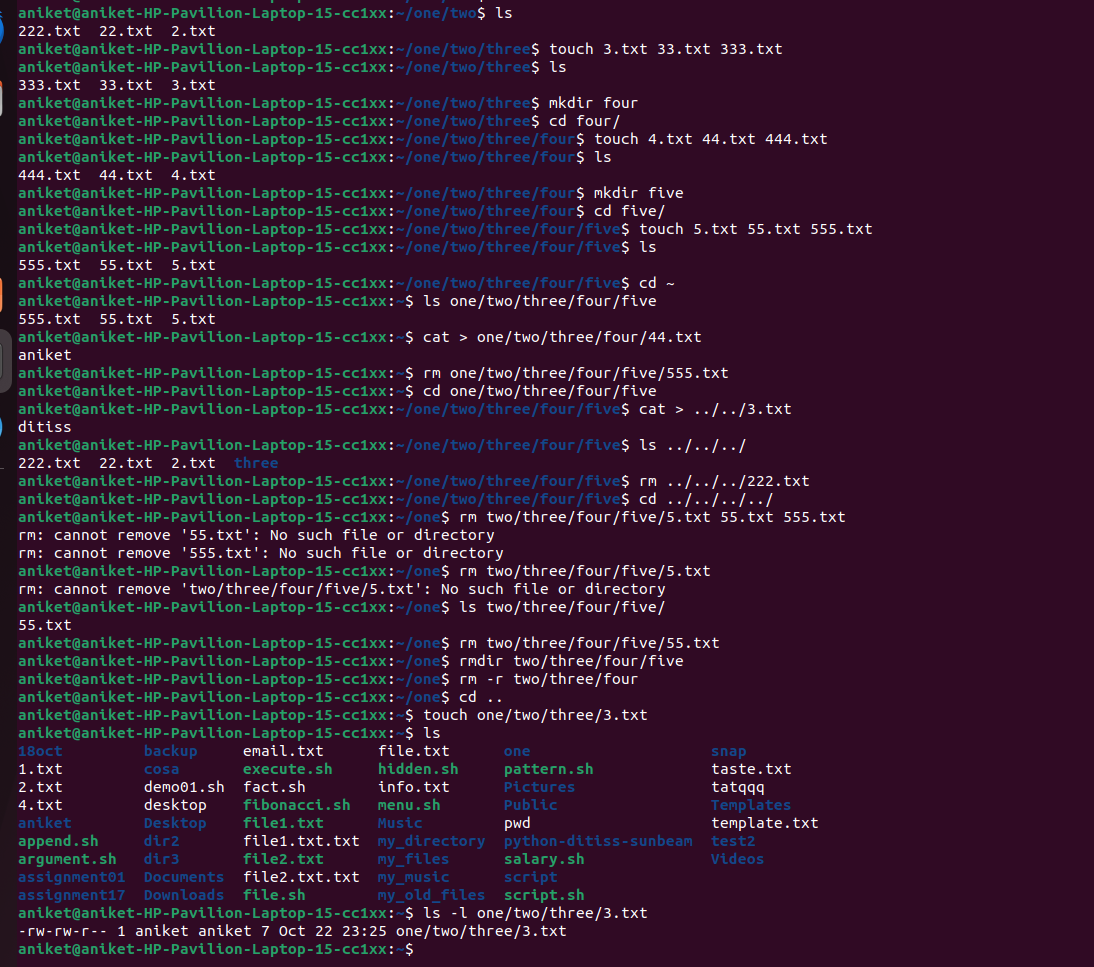 aniket@aniket-HP-Pavilion-Laptop-15-cc1xx:~/one/two$ ls
222.txt  22.txt  2.txt
aniket@aniket-HP-Pavilion-Laptop-15-cc1xx:~/one/two/three$ touch 3.txt 33.txt 333.txt
aniket@aniket-HP-Pavilion-Laptop-15-cc1xx:~/one/two/three$ ls
333.txt  33.txt  3.txt
aniket@aniket-HP-Pavilion-Laptop-15-cc1xx:~/one/two/three$ mkdir four
aniket@aniket-HP-Pavilion-Laptop-15-cc1xx:~/one/two/three$ cd four/
aniket@aniket-HP-Pavilion-Laptop-15-cc1xx:~/one/two/three/four$ touch 4.txt 44.txt 444.txt
aniket@aniket-HP-Pavilion-Laptop-15-cc1xx:~/one/two/three/four$ ls
444.txt  44.txt  4.txt
aniket@aniket-HP-Pavilion-Laptop-15-cc1xx:~/one/two/three/four$ mkdir five
aniket@aniket-HP-Pavilion-Laptop-15-cc1xx:~/one/two/three/four$ cd five/
aniket@aniket-HP-Pavilion-Laptop-15-cc1xx:~/one/two/three/four/five$ touch 5.txt 55.txt 555.txt
aniket@aniket-HP-Pavilion-Laptop-15-cc1xx:~/one/two/three/four/five$ ls
555.txt  55.txt  5.txt
aniket@aniket-HP-Pavilion-Laptop-15-cc1xx:~/one/two/three/four/five$ cd ~
aniket@aniket-HP-Pavilion-Laptop-15-cc1xx:~$ ls one/two/three/four/five
555.txt  55.txt  5.txt
aniket@aniket-HP-Pavilion-Laptop-15-cc1xx:~$ cat > one/two/three/four/44.txt
aniket
aniket@aniket-HP-Pavilion-Laptop-15-cc1xx:~$ rm one/two/three/four/five/555.txt
aniket@aniket-HP-Pavilion-Laptop-15-cc1xx:~$ cd one/two/three/four/five
aniket@aniket-HP-Pavilion-Laptop-15-cc1xx:~/one/two/three/four/five$ cat > ../../3.txt
ditiss
aniket@aniket-HP-Pavilion-Laptop-15-cc1xx:~/one/two/three/four/five$ ls ../../../
222.txt  22.txt  2.txt  three
aniket@aniket-HP-Pavilion-Laptop-15-cc1xx:~/one/two/three/four/five$ rm ../../../222.txt
aniket@aniket-HP-Pavilion-Laptop-15-cc1xx:~/one/two/three/four/five$ cd ../../../../
aniket@aniket-HP-Pavilion-Laptop-15-cc1xx:~/one$ rm two/three/four/five/5.txt 55.txt 555.txt
rm: cannot remove '55.txt': No such file or directory
rm: cannot remove '555.txt': No such file or directory
aniket@aniket-HP-Pavilion-Laptop-15-cc1xx:~/one$ rm two/three/four/five/5.txt
rm: cannot remove 'two/three/four/five/5.txt': No such file or directory
aniket@aniket-HP-Pavilion-Laptop-15-cc1xx:~/one$ ls two/three/four/five/
55.txt
aniket@aniket-HP-Pavilion-Laptop-15-cc1xx:~/one$ rm two/three/four/five/55.txt
aniket@aniket-HP-Pavilion-Laptop-15-cc1xx:~/one$ rmdir two/three/four/five
aniket@aniket-HP-Pavilion-Laptop-15-cc1xx:~/one$ rm -r two/three/four
aniket@aniket-HP-Pavilion-Laptop-15-cc1xx:~/one$ cd ..
aniket@aniket-HP-Pavilion-Laptop-15-cc1xx:~$ touch one/two/three/3.txt
aniket@aniket-HP-Pavilion-Laptop-15-cc1xx:~$ ls
18oct  backup  email.txt  file.txt  one  snap
1.txt  cosa  execute.sh  hidden.sh  pattern.sh  taste.txt
2.txt  demo01.sh  fact.sh  info.txt  Pictures  tatqqq
4.txt  desktop  fibonacci.sh  menu.sh  Public  Templates
aniket  Desktop  file1.txt  Music  pwd  template.txt
append.sh  dir2  file1.txt.txt  my_directory  python-ditiss-sunbeam  test2
argument.sh  dir3  file2.txt  my_files  salary.sh  Videos
assignment01  Documents  file2.txt.txt  my_music  script
assignment17  Downloads  file.sh  my_old_files  script.sh
aniket@aniket-HP-Pavilion-Laptop-15-cc1xx:~$ ls -l one/two/three/3.txt
-rw-rw-r-- 1 aniket aniket 7 Oct 22 23:25 one/two/three/3.txt
aniket@aniket-HP-Pavilion-Laptop-15-cc1xx:~$